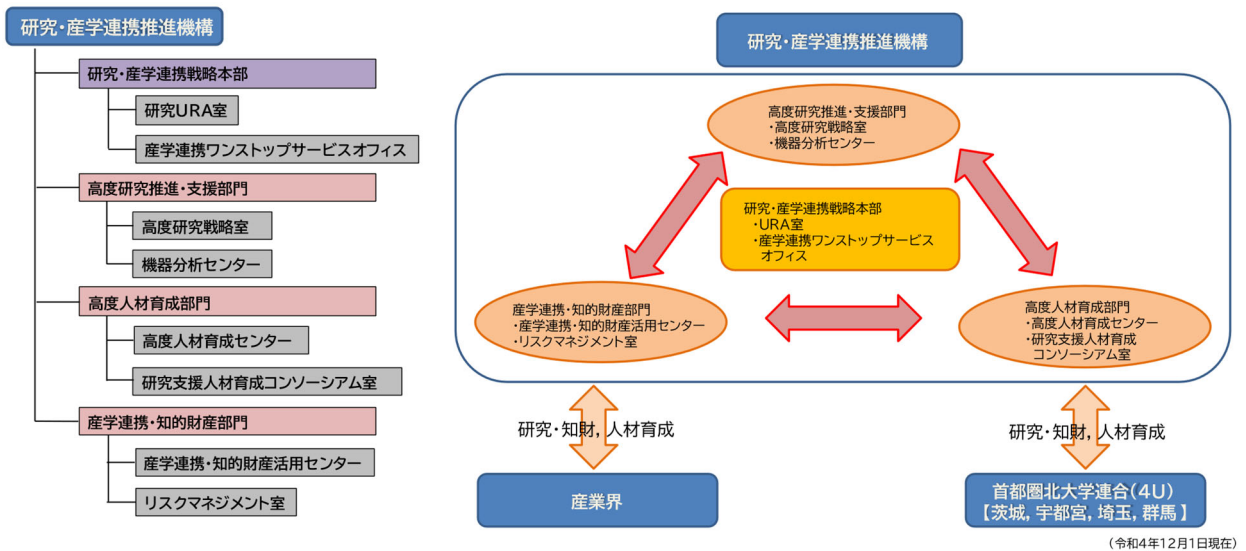 研究・産学連携推進機構
研究・産学連携戦略本部
研究URA室
産学連携ワンストップサービスオフィス
高度研究推進・支援部門
高度研究戦略室
機器分析センター
高度人材育成部門
高度人材育成センター
研究支援人材育成コンソーシアム室
産学連携・知的財産部門
産学連携・知的財産活用センター
リスクマネジメント室
研究・産学連携推進機構
高度研究推進・支援部門
・高度研究戦略室
・機器分析センター
研究・産学連携戦略本部
・URA室
・産学連携ワンストップサービス
オフィス
産学連携・知的財産部門
・産学連携・知的財産活用センター
・リスクマネジメント室
高度人材育成部門
・高度人材育成センター
・研究支援人材育成
コンソーシアム室
研究・知財, 人材育成
研究・知財, 人材育成
産業界
首都圏北大学連合(4U)
【茨城, 宇都宮, 埼玉, 群馬】
(令和4年12月1日現在)